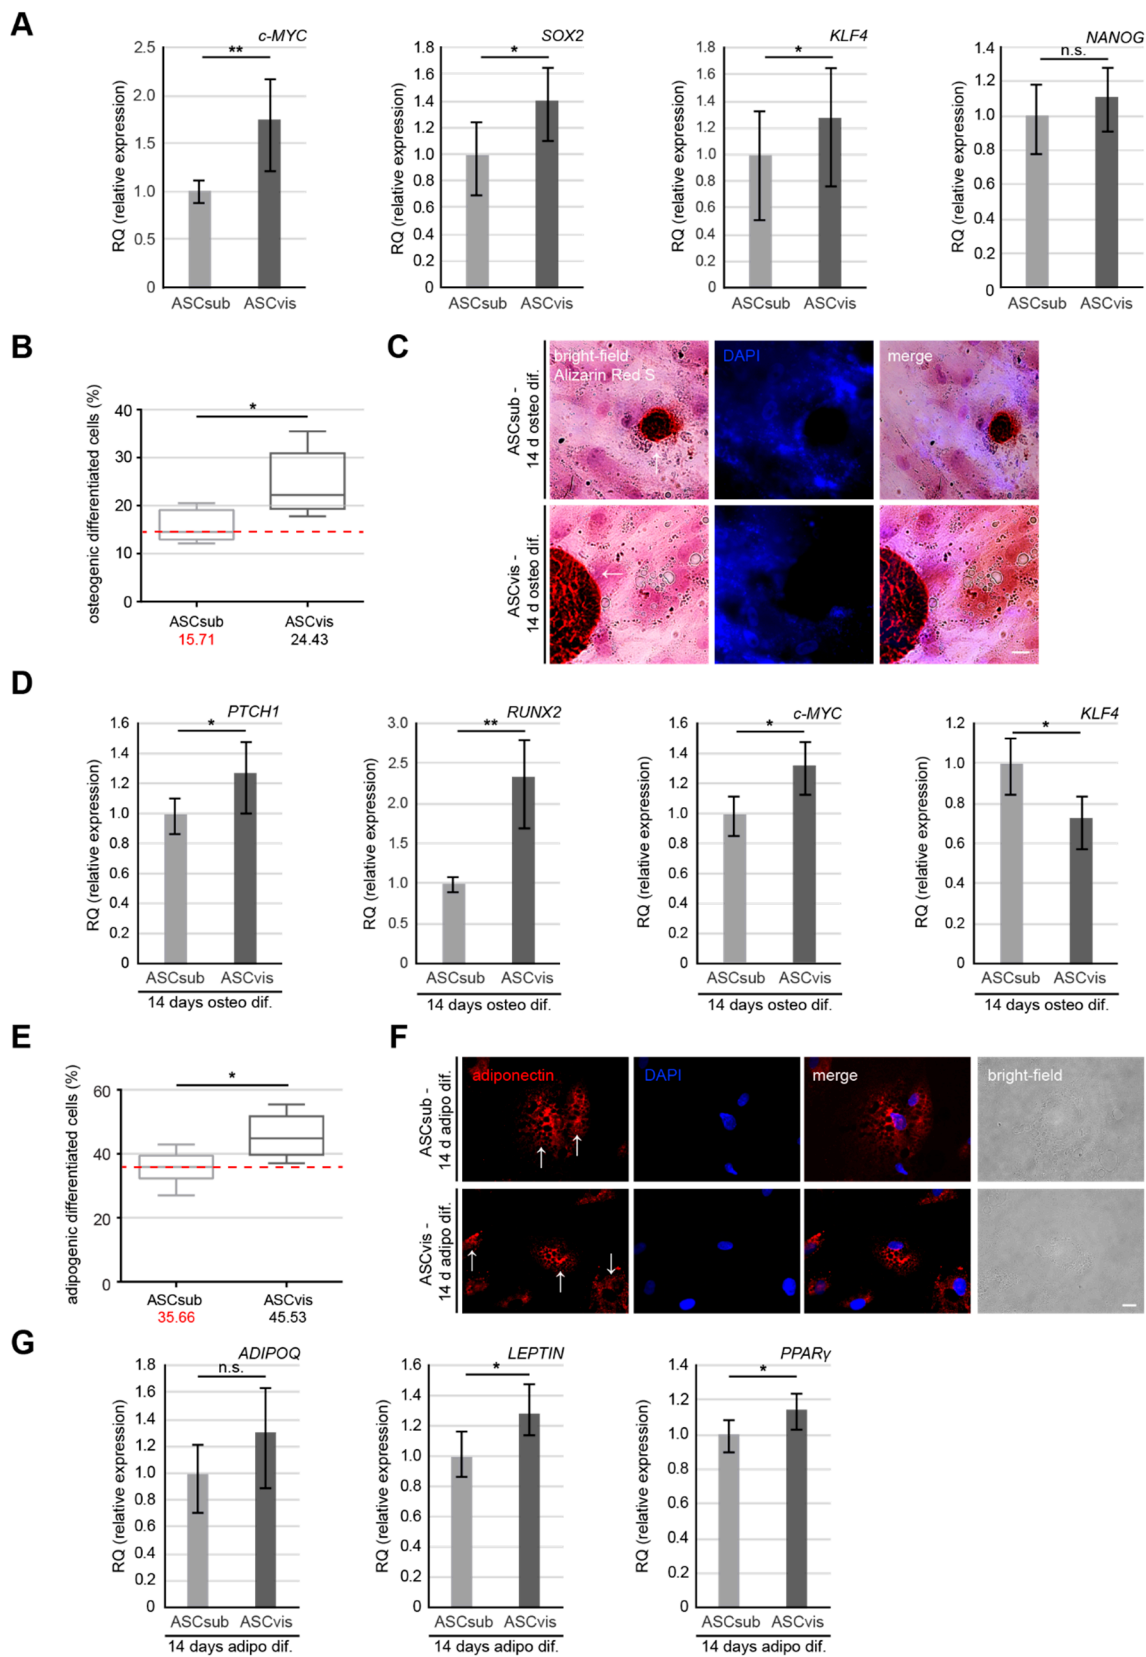 A
c-MYC
**
RQ (relative expression)
2.5
2.0
1.5
1.0
0.5
0
ASCsub ASCvis
SOX2
*
RQ (relative expression)
1.8
1.6
1.4
1.2
1.0
0.8
0.6
0.4
0.2
0
ASCsub ASCvis
KLF4
*
RQ (relative expression)
1.8
1.6
1.4
1.2
1.0
0.8
0.6
0.4
0.2
0
ASCsub ASCvis
NANOG
n.s.
RQ (relative expression)
1.4
1.2
1.0
0.8
0.6
0.4
0.2
0
ASCsub ASCvis
B
*
osteogenic differentiated cells (%)
40
30
20
10
0
ASCsub ASCvis
15.71 24.43
C
ASCsub -
14 d osteo dif.
bright-field
Alizarin Red S
DAPI
merge
ASCvis -
14 d osteo dif.
D
PTCH1
*
RQ (relative expression)
1.6
1.4
1.2
1.0
0.8
0.6
0.4
0.2
0
ASCsub ASCvis
14 days osteo dif.
RUNX2
**
RQ (relative expression)
3.0
2.5
2.0
1.0
0.5
0
ASCsub ASCvis
14 days osteo dif.
c-MYC
*
RQ (relative expression)
1.6
1.4
1.2
1.0
0.8
0.6
0.4
0.2
0
ASCsub ASCvis
14 days osteo dif.
KLF4
*
RQ (relative expression)
1.2
1.0
0.8
0.6
0.4
0.2
0
ASCsub ASCvis
14 days osteo dif.
E
*
adipogenic differentiated cells (%)
60
40
20
0
ASCsub ASCvis
35.66 45.53
F
ASCsub -
14 d adipo dif.
adiponectin
DAPI
merge
bright-field
ASCvis -
14 d adipo dif.
G
ADIPOQ
n.s.
RQ (relative expression)
1.8
1.6
1.4
1.2
1.0
0.8
0.6
0.4
0.2
0
ASCsub ASCvis
14 days adipo dif.
LEPTIN
*
RQ (relative expression)
1.6
1.4
1.2
1.0
0.8
0.6
0.4
0.2
0
ASCsub ASCvis
14 days adipo dif.
PPARγ
*
RQ (relative expression)
1.4
1.2
1.0
0.8
0.6
0.4
0.2
0
ASCsub ASCvis
14 days adipo dif.